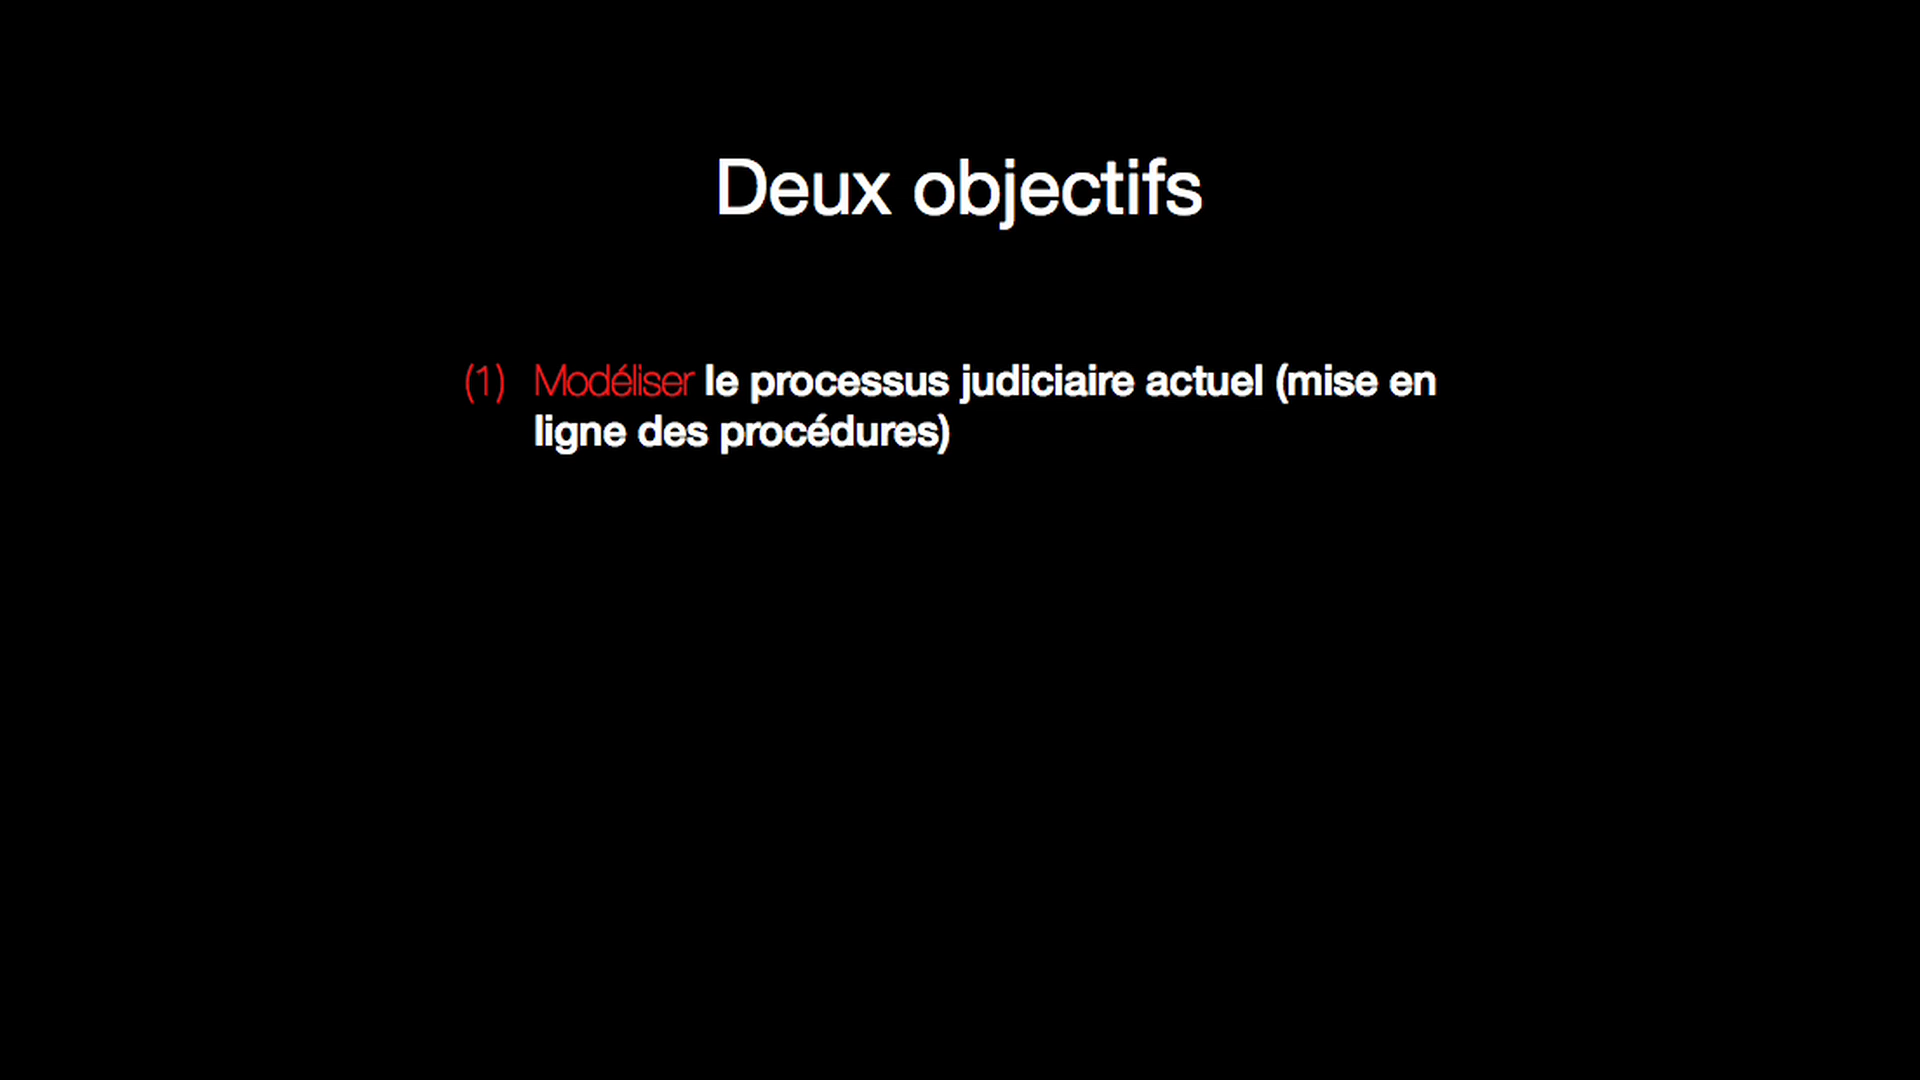 Deux objectifs
(1) Modéliser le processus judiciaire actuel (mise en
ligne des procédures)